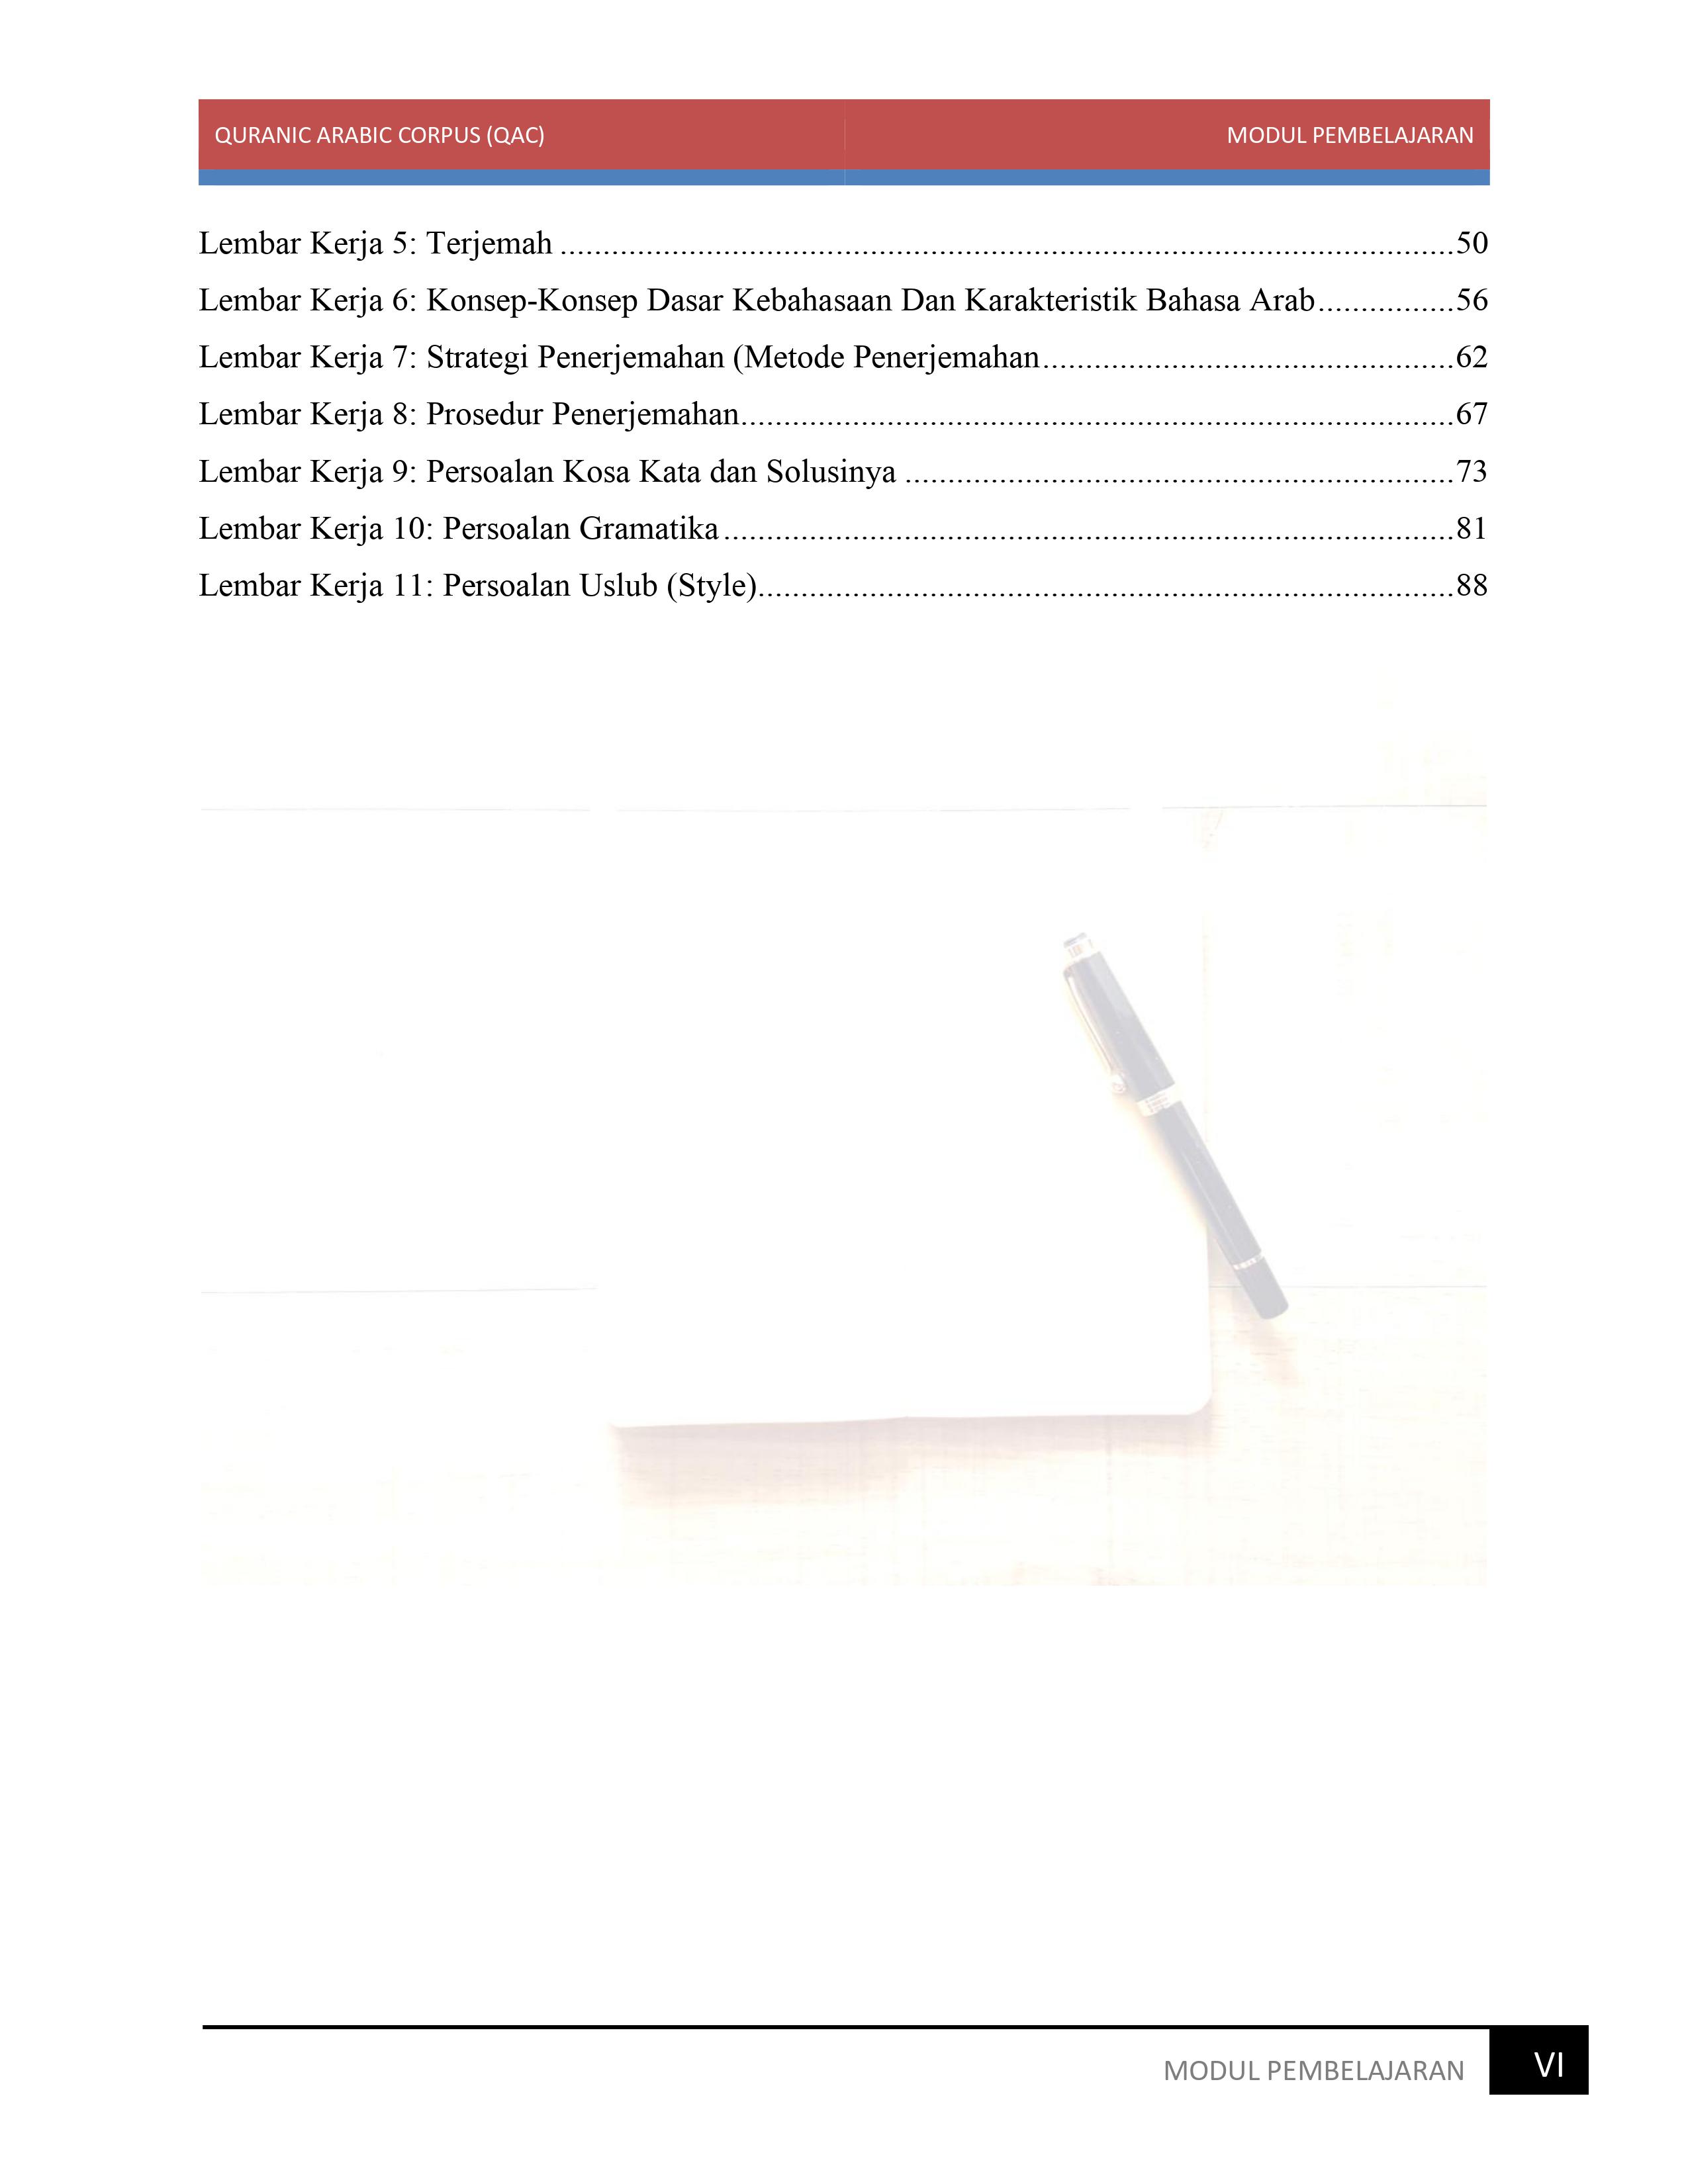 QURANIC ARABIC CORPUS (QAC) MODUL PEMBELAJARAN
Lembar Kerja 5: Terjemah ........................................................................................................ 50
Lembar Kerja 6: Konsep-Konsep Dasar Kebahasaan Dan Karakteristik Bahasa Arab ................ 56
Lembar Kerja 7: Strategi Penerjemahan (Metode Penerjemahan ................................................ 62
Lembar Kerja 8: Prosedur Penerjemahan .................................................................................. 67
Lembar Kerja 9: Persoalan Kosa Kata dan Solusinya ................................................................ 73
Lembar Kerja 10: Persoalan Gramatika ..................................................................................... 81
Lembar Kerja 11: Persoalan Uslub (Style) ................................................................................. 88
MODUL PEMBELAJARAN VI